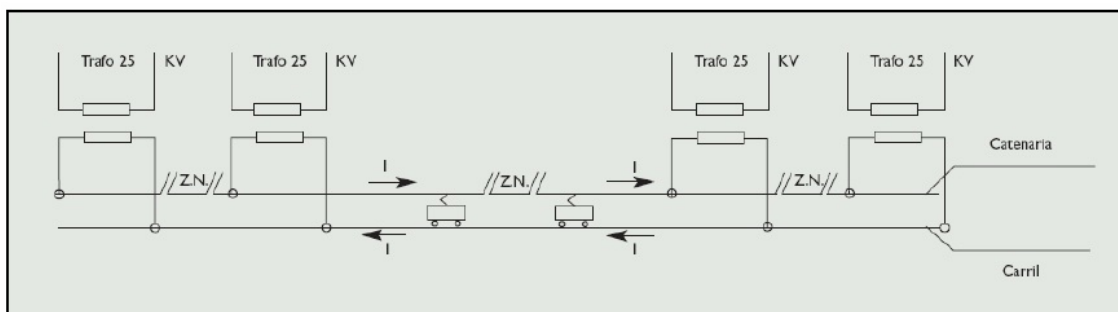 Trafo 25 KV Trafo 25 KV Trafo 25 KV Trafo 25 KV
Catenaria
Z.N. I Z.N. I Z.N.
I I
Carril